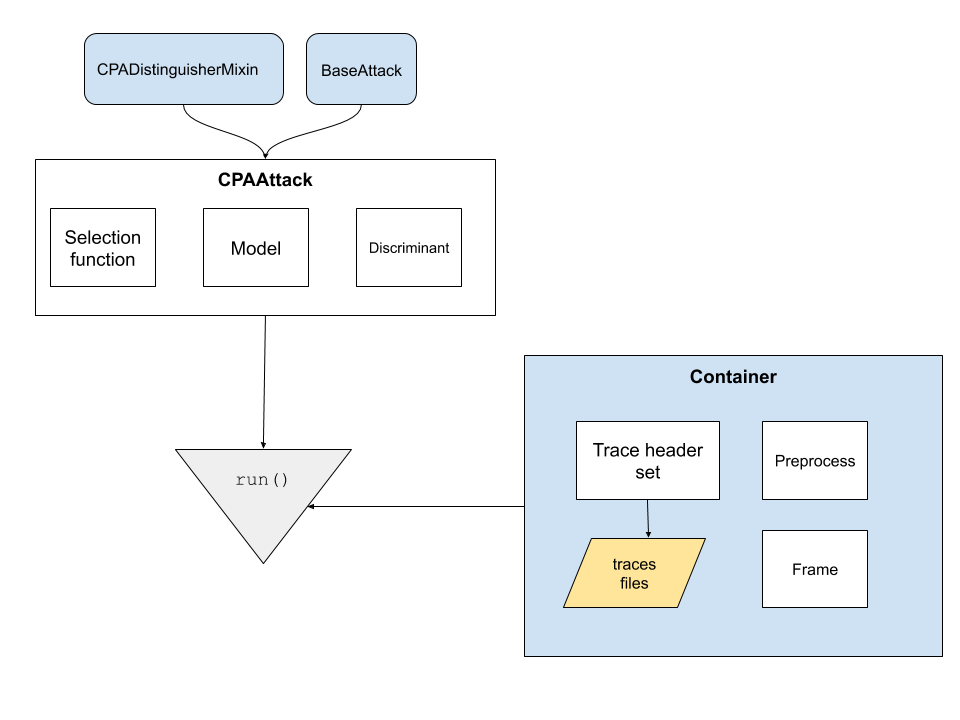 CPADistinguisherMixin
BaseAttack
CPAAttack
Selection
function
Model
Discriminant
Container
Trace header
set
Preprocess
run()
traces
files
Frame